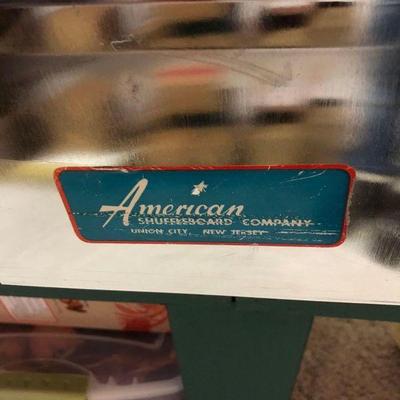 American
SHUFFLEBOARD COMPANY
UNION CITY, NEW JERSEY